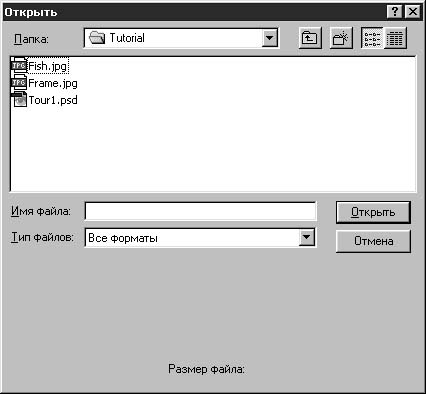 Открыть
Папка: Tutorial
Fish.jpg
Frame.jpg
Tour1.psd
Имя файла: Открыть
Тип файлов: Все форматы Отмена
Размер файла: